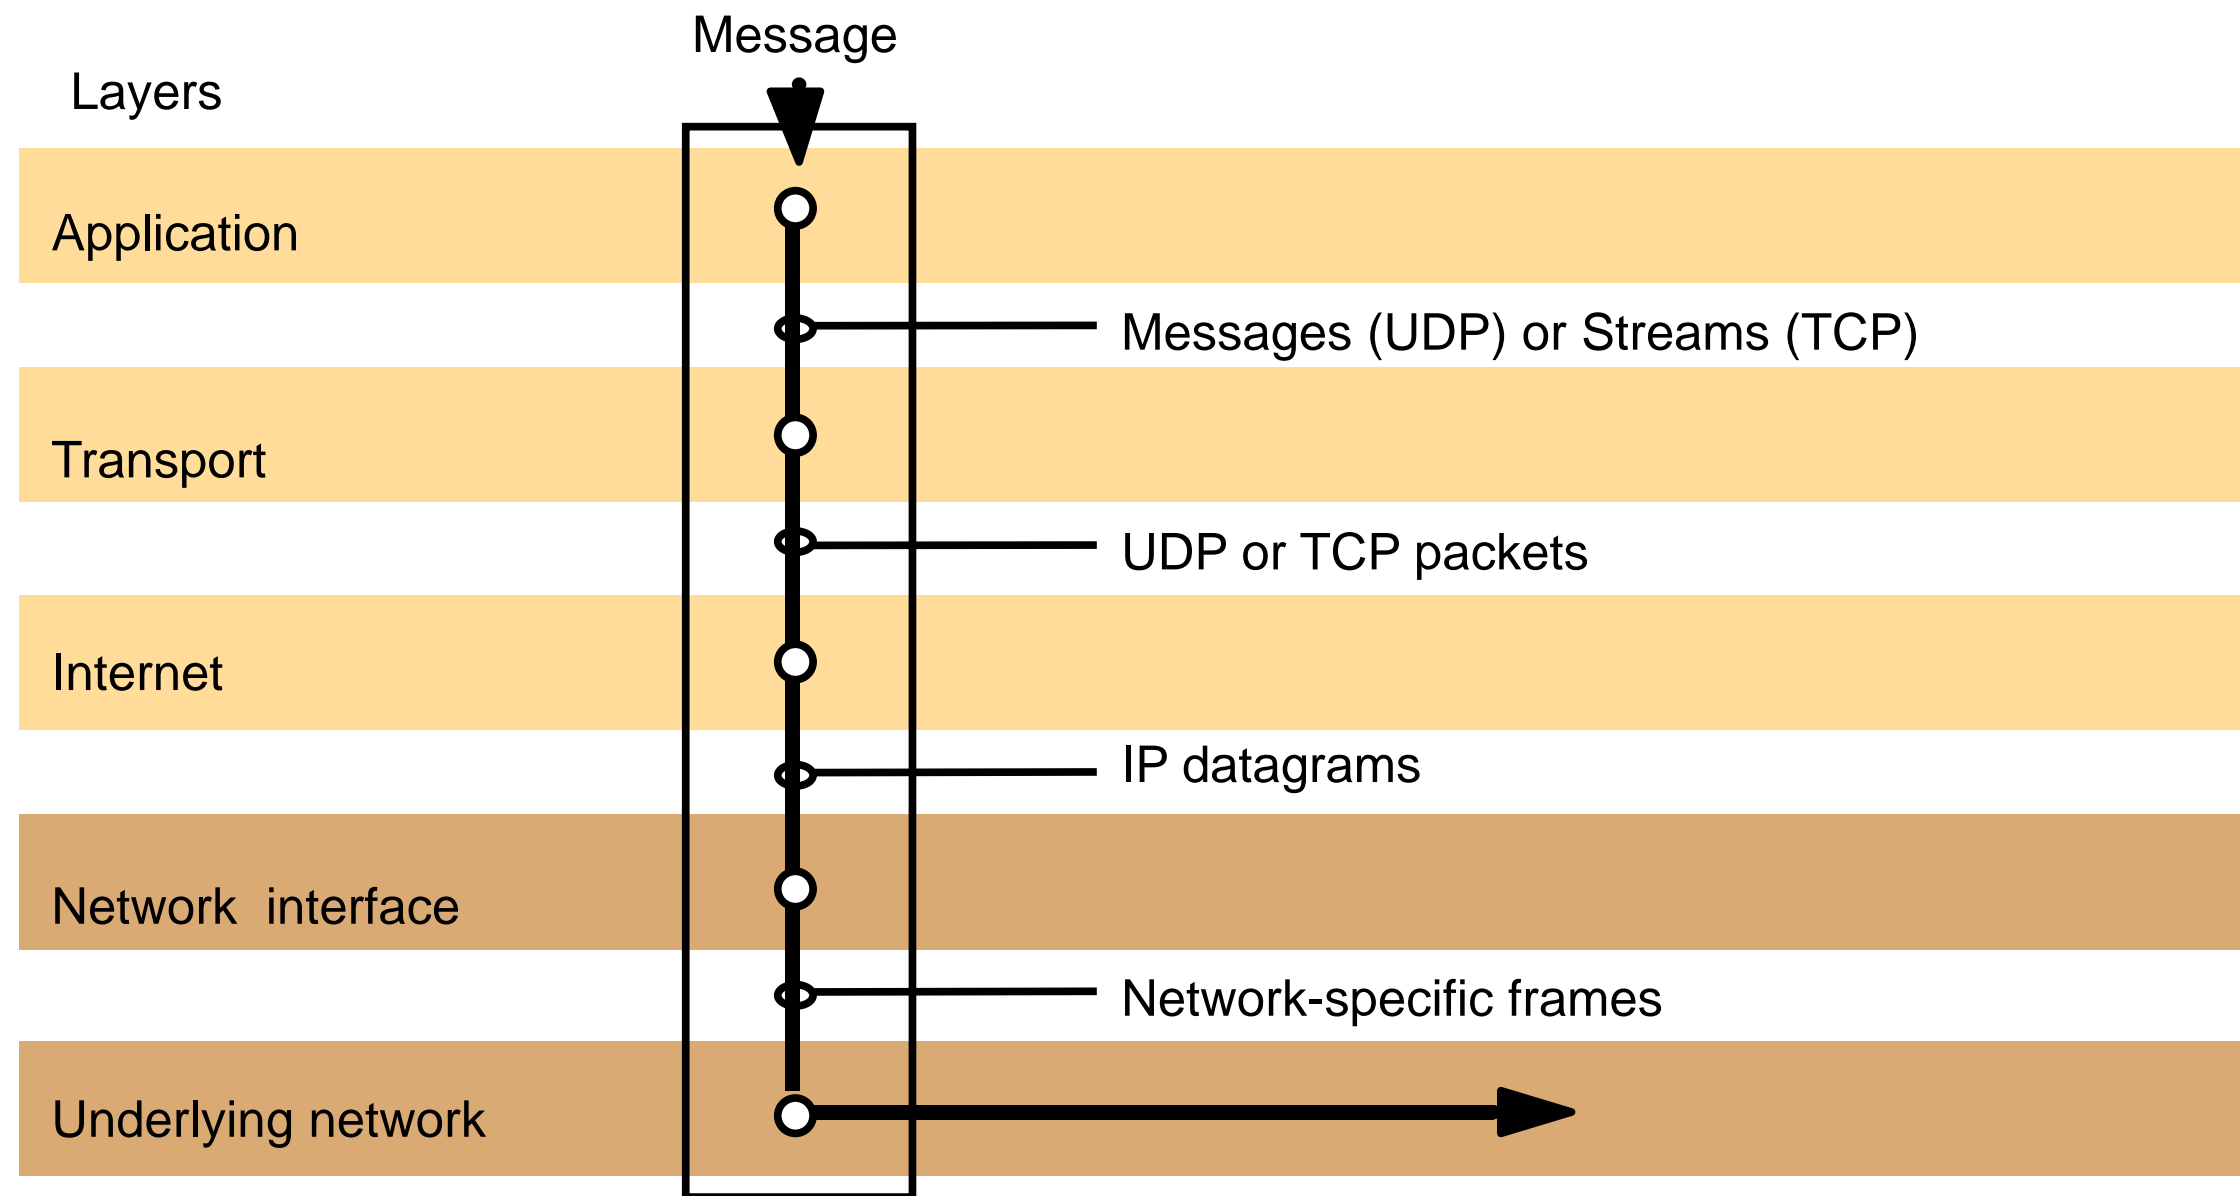 Message
Layers
Application
Messages (UDP) or Streams (TCP)
Transport
UDP or TCP packets
Internet
IP datagrams
Network interface
Network-specific frames
Underlying network